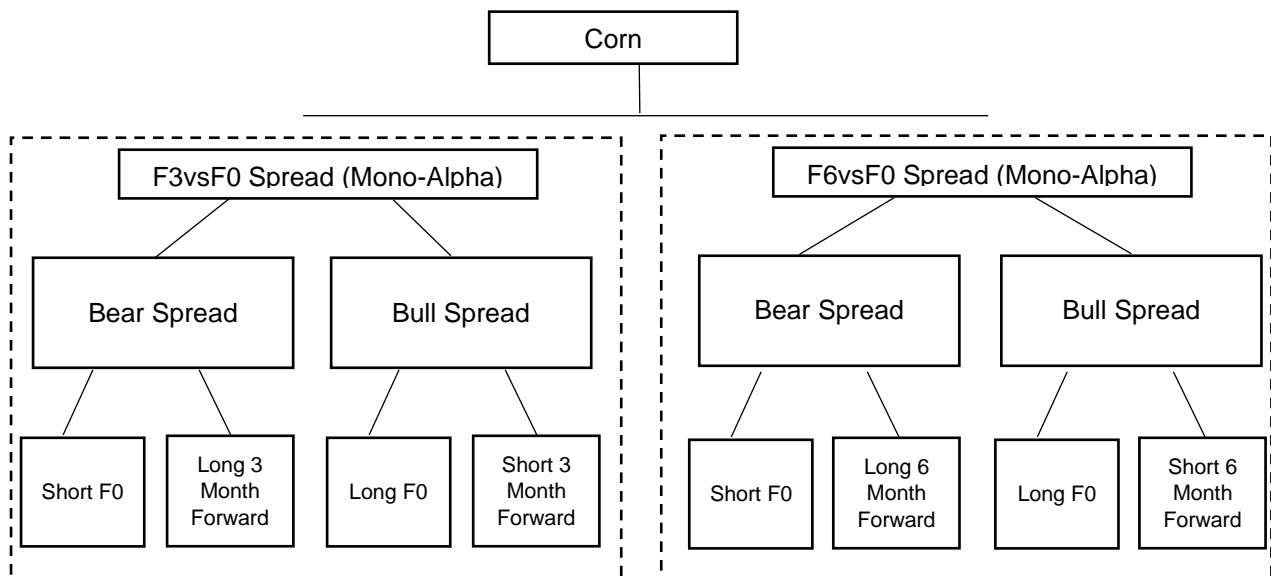 Corn
F3vsF0 Spread (Mono-Alpha)
F6vsF0 Spread (Mono-Alpha)
Bear Spread
Bull Spread
Bear Spread
Bull Spread
Short F0
Long 3
Month
Forward
Long F0
Short 3
Month
Forward
Short F0
Long 6
Month
Forward
Long F0
Short 6
Month
Forward